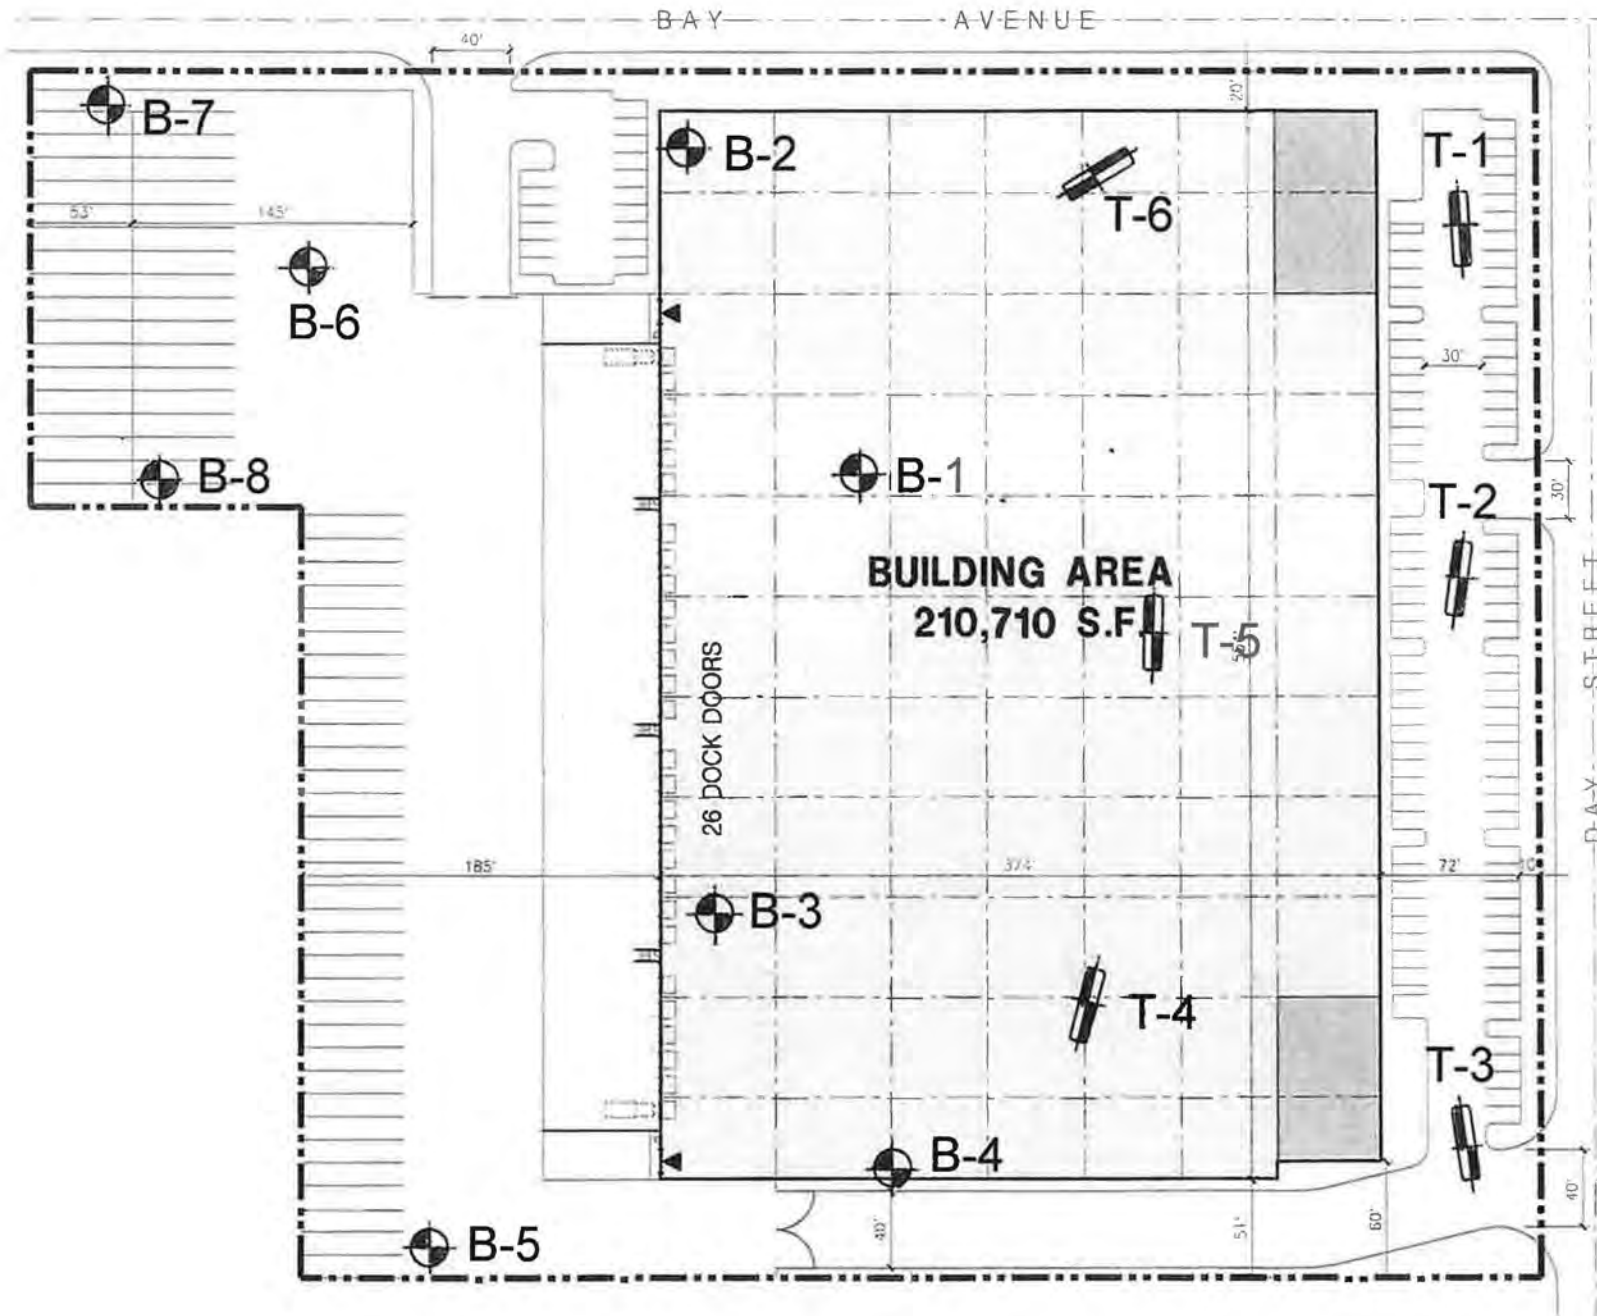 BAY AVENUE
40'
B-7
B-2
T-1
20'
T-6
53'
145'
B-6
30'
B-8
B-1
T-2
30'
BUILDING AREA
210,710 S.F.
T-5
STREET
26 DOCK DOORS
185'
374'
72'
10'
B-3
T-4
T-3
B-4
40'
40'
51'
60'
B-5